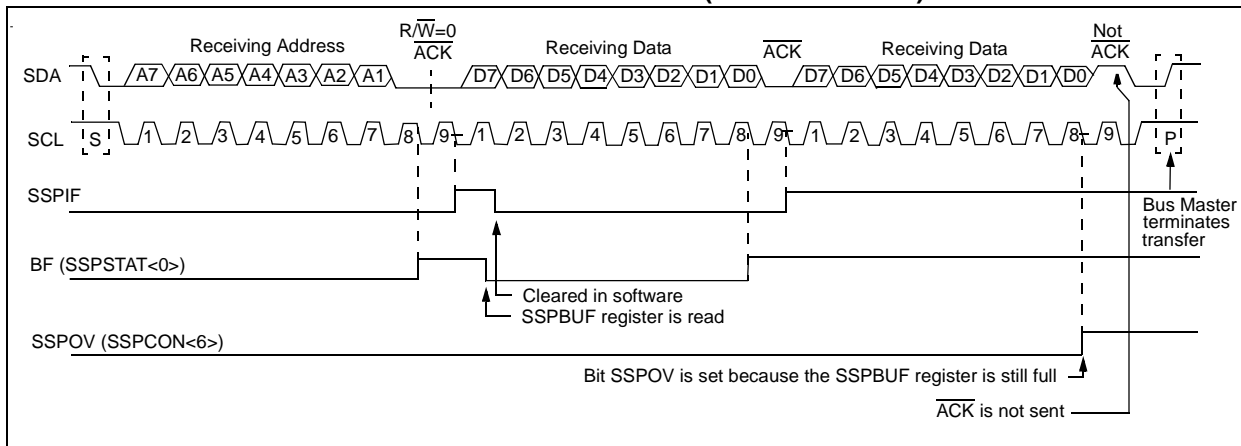 R/W̅=0
Receiving Address A̅C̅K̅ Receiving Data A̅C̅K̅ Receiving Data Not A̅C̅K̅
SDA A7 A6 A5 A4 A3 A2 A1 D7 D6 D5 D4 D3 D2 D1 D0 D7 D6 D5 D4 D3 D2 D1 D0
SCL S 1 2 3 4 5 6 7 8 9 1 2 3 4 5 6 7 8 9 1 2 3 4 5 6 7 8 9 P
SSPIF
Bus Master
terminates
transfer
BF (SSPSTAT<0>)
Cleared in software
SSPBUF register is read
SSPOV (SSPCON<6>)
Bit SSPOV is set because the SSPBUF register is still full
A̅C̅K̅ is not sent